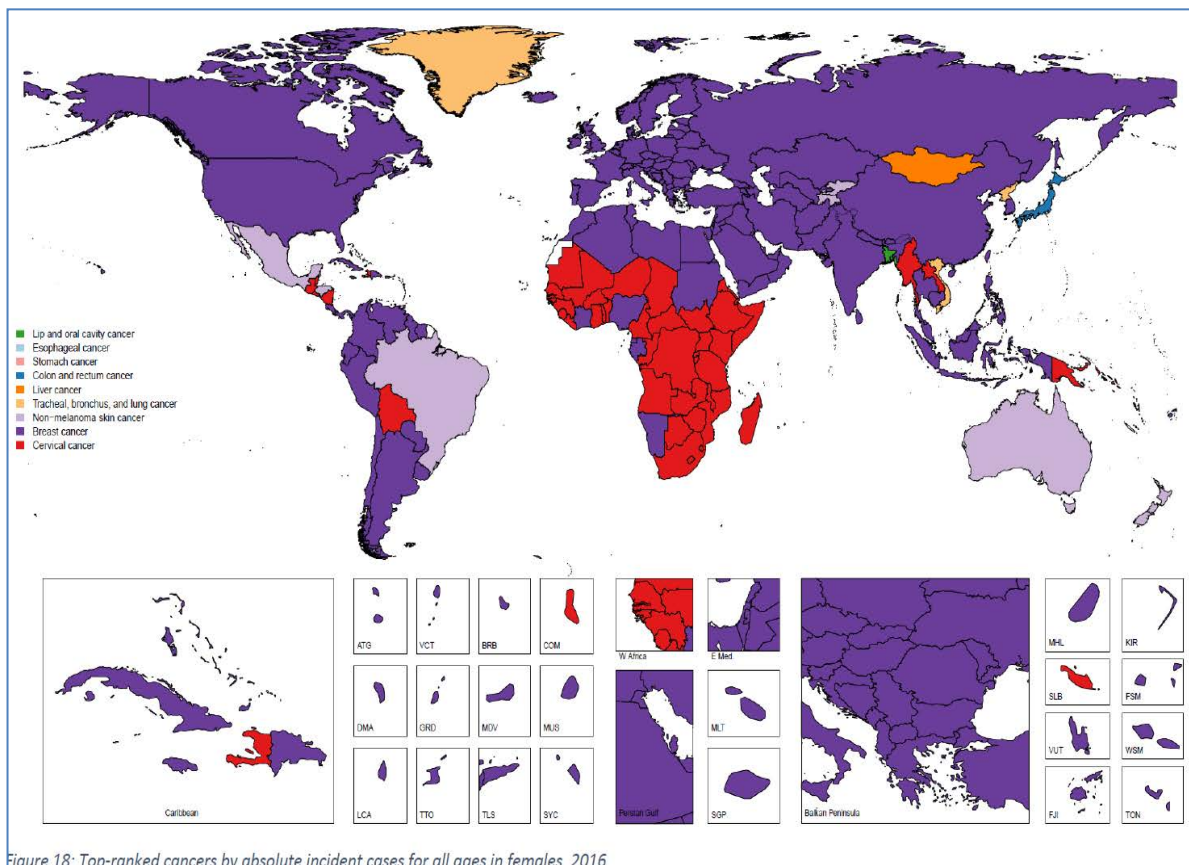 Lip and oral cavity cancer
Esophageal cancer
Stomach cancer
Colon and rectum cancer
Liver cancer
Tracheal, bronchus, and lung cancer
Non-melanoma skin cancer
Breast cancer
Cervical cancer
Caribbean
ATG
VCT
BRB
COM
DMA
GRD
MDV
MUS
LCA
TTO
TLS
SYC
W Africa
E Med.
Persian Gulf
MLT
SGP
Balkan Peninsula
MHL
KIR
SLB
FSM
VUT
WSM
FJI
TON
Figure 18: Top-ranked cancers by absolute incident cases for all ages in females, 2016